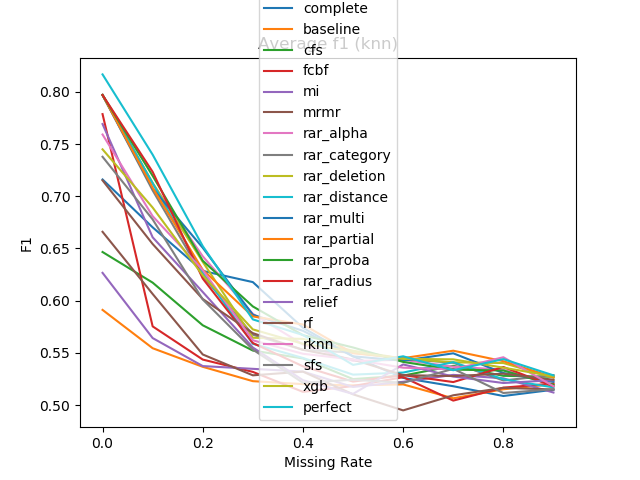 complete
baseline
Average f1 (knn)
cfs
fcbf
mi
mrmr
rar_alpha
rar_category
rar_deletion
rar_distance
rar_multi
rar_partial
rar_proba
rar_radius
relief
rf
rknn
sfs
xgb
perfect
0.80
0.75
0.70
0.65
0.60
0.55
0.50
F1
0.0 0.2 0.4 0.6 0.8
Missing Rate